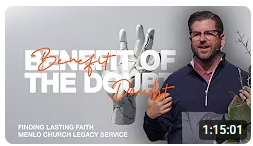 BENEFIT OF
Benefit
THE DOUBT
Doubt
FINDING LASTING FAITH
MENLO CHURCH LEGACY SERVICE
1:15:01